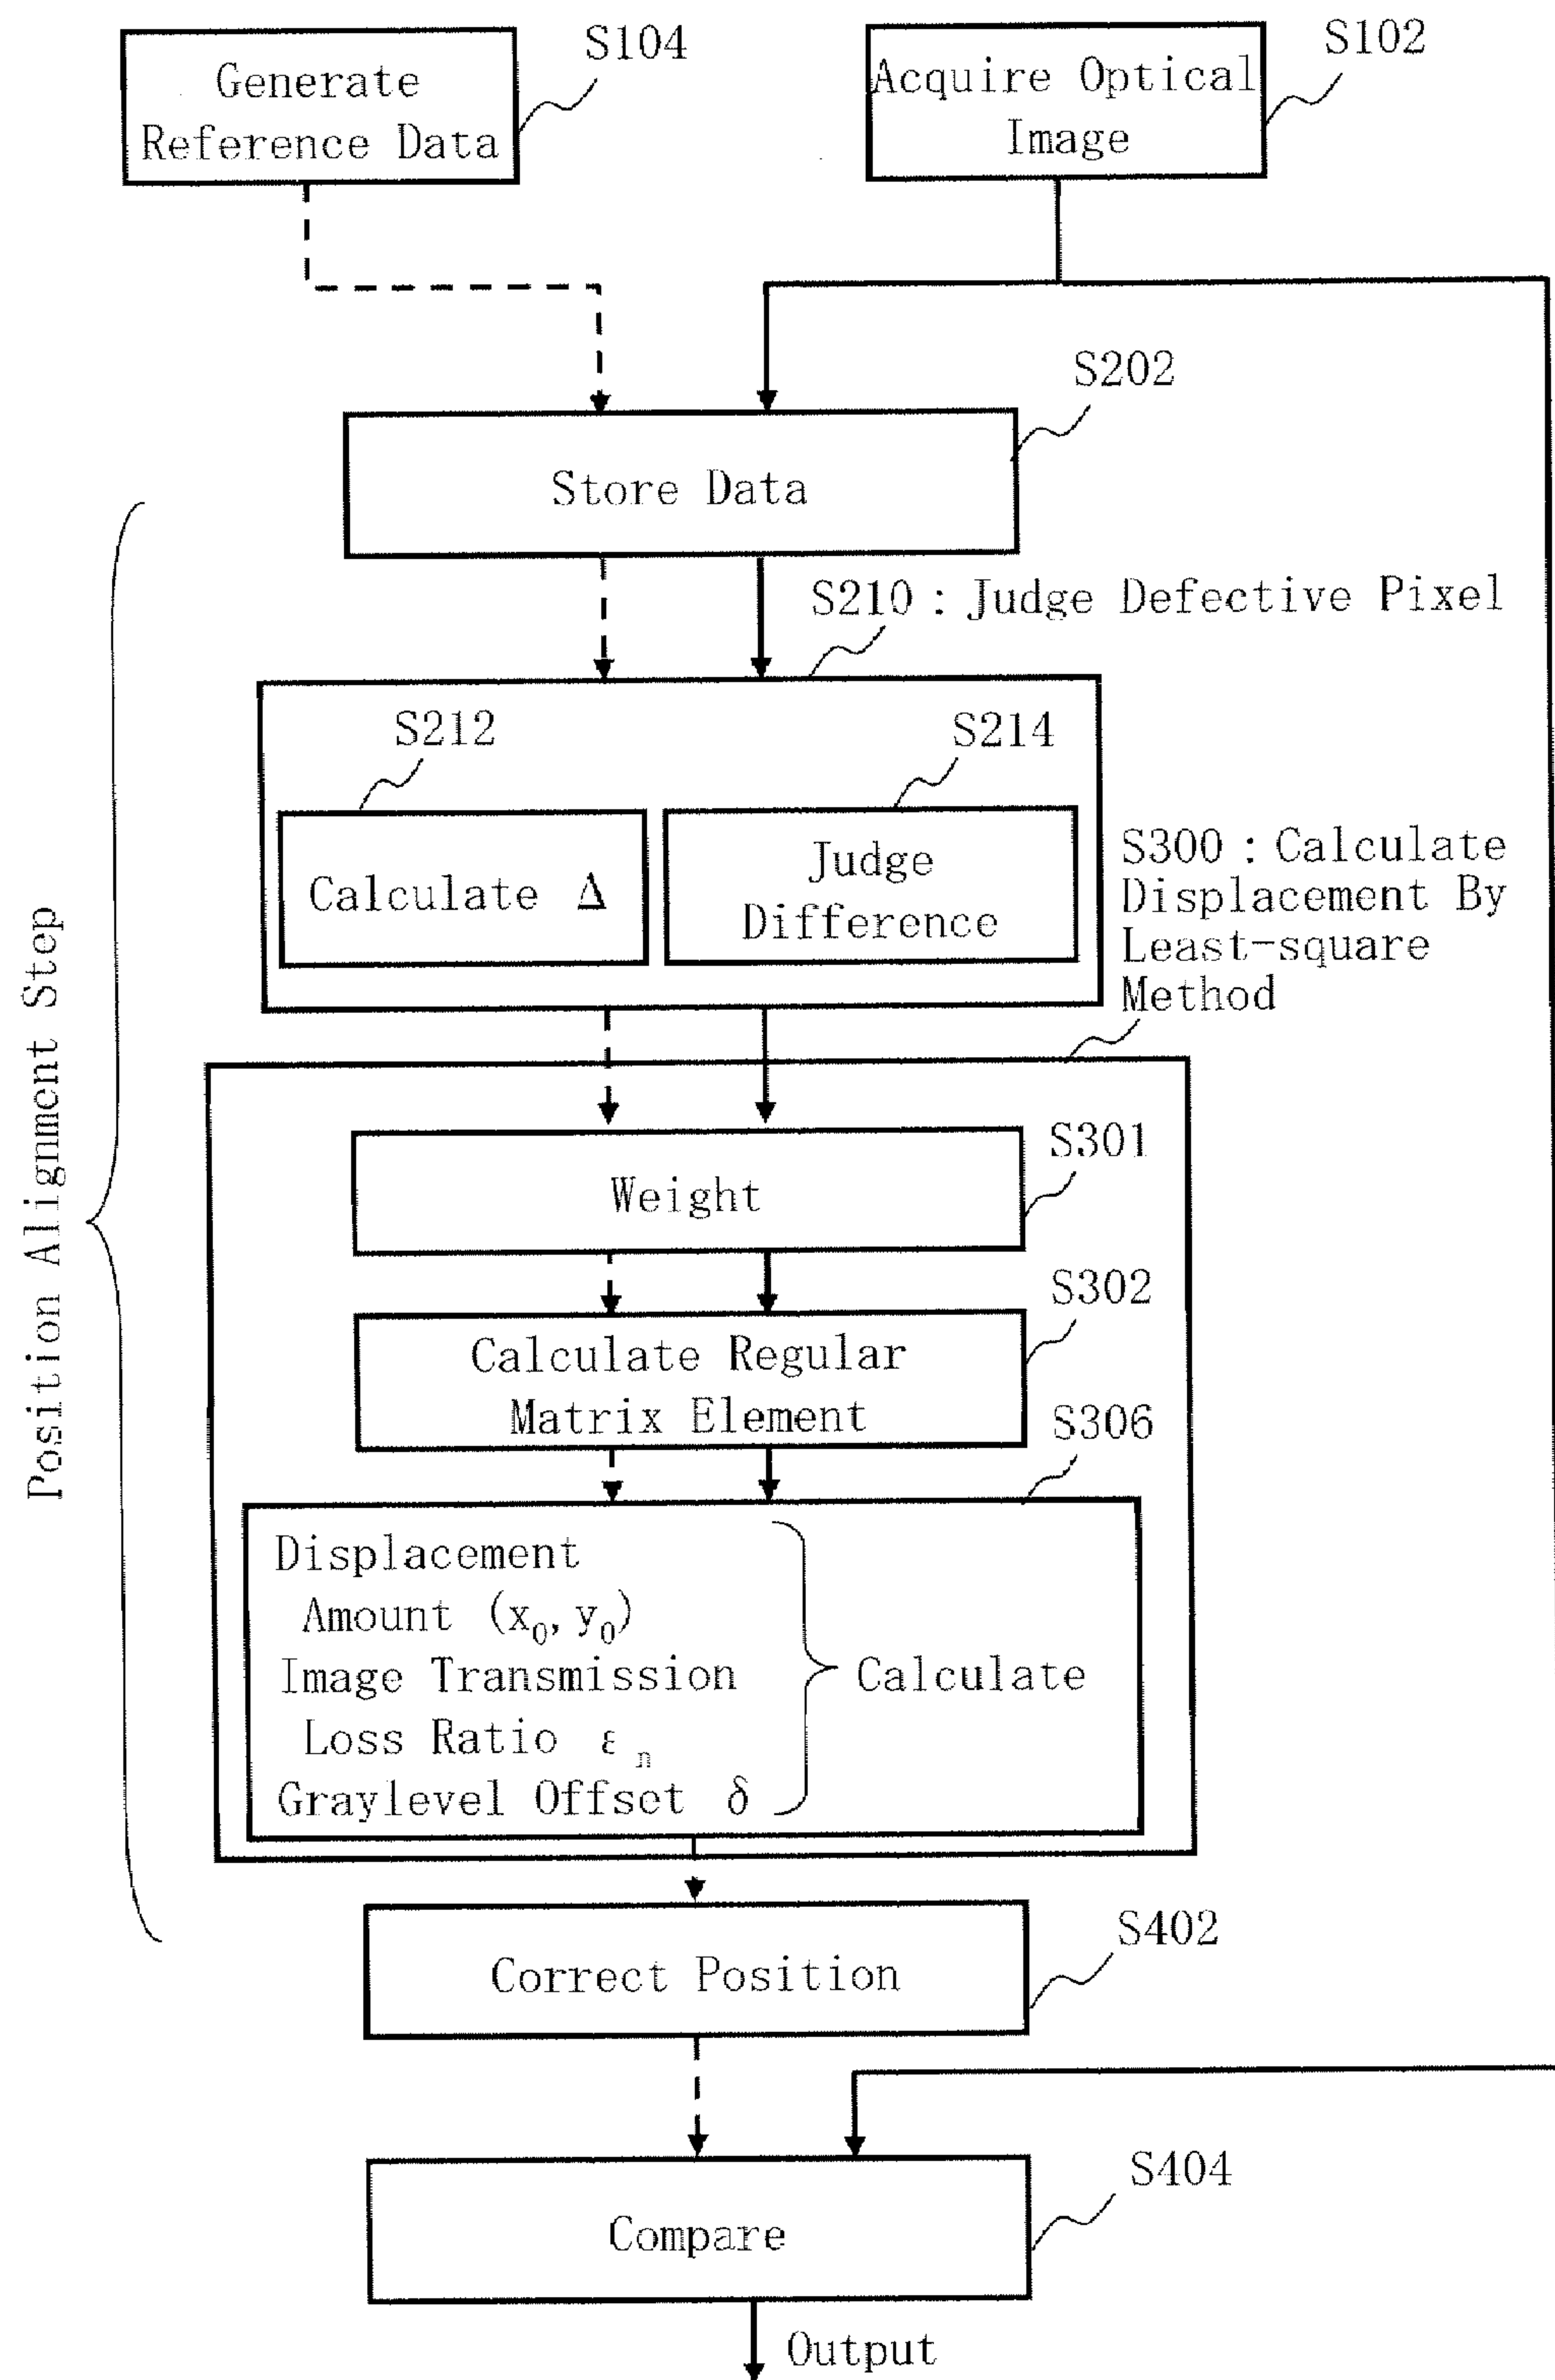 S104
Generate
Reference Data
S102
Acquire Optical
Image
S202
Store Data
S210 : Judge Defective Pixel
S212
Calculate Δ
S214
Judge
Difference
S300 : Calculate
Displacement By
Least-square
Method
Position Alignment Step
S301
Weight
S302
Calculate Regular
Matrix Element
S306
Displacement
Amount (x₀, y₀)
Image Transmission
Loss Ratio εₙ
Graylevel Offset δ
Calculate
S402
Correct Position
S404
Compare
Output